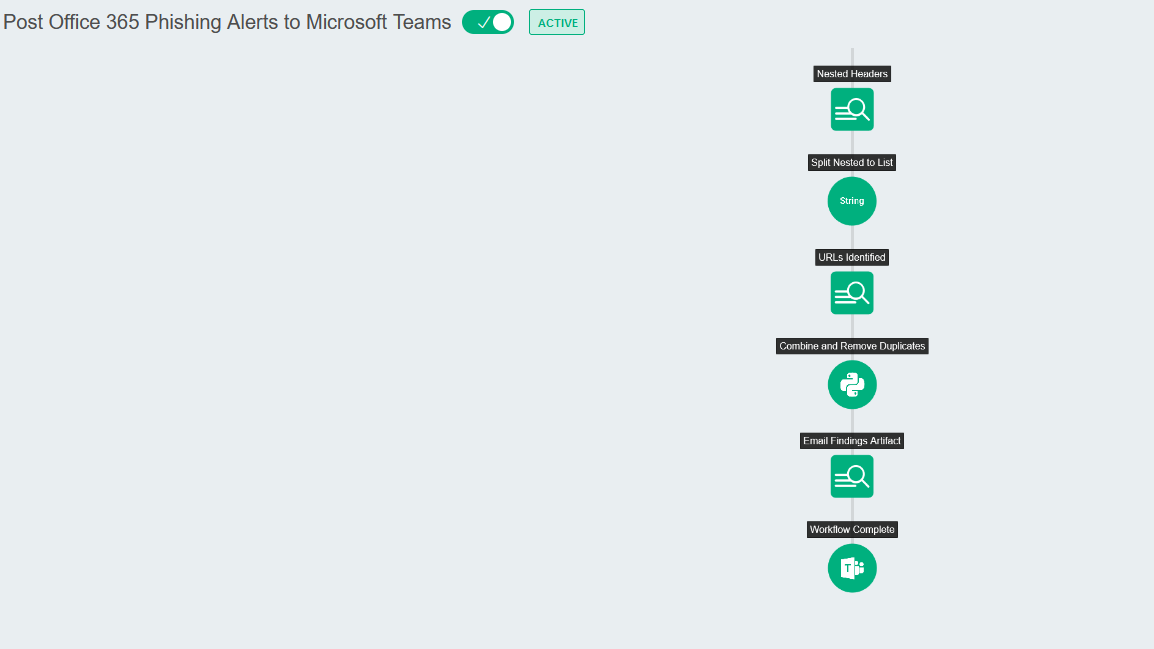 Post Office 365 Phishing Alerts to Microsoft Teams
ACTIVE
Nested Headers
Split Nested to List
String
URLs Identified
Combine and Remove Duplicates
Email Findings Artifact
Workflow Complete
T